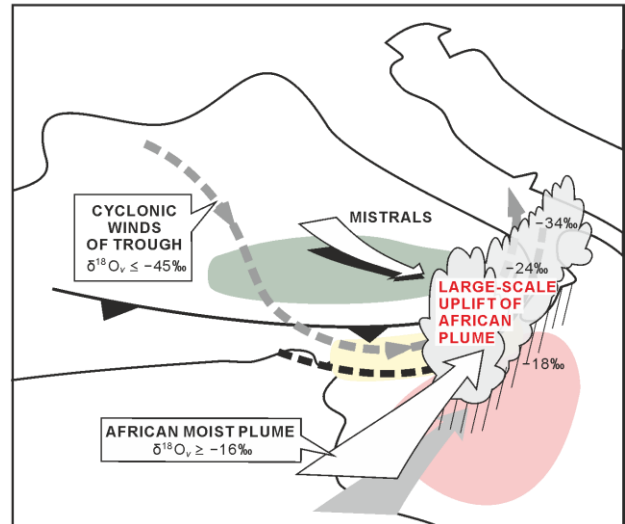 CYCLONIC
WINDS
OF TROUGH
δ¹⁸Oᵥ ≤ −45‰
MISTRALS
−34‰
−24‰
LARGE-SCALE
UPLIFT OF
AFRICAN
PLUME
−18‰
AFRICAN MOIST PLUME
δ¹⁸Oᵥ ≥ −16‰